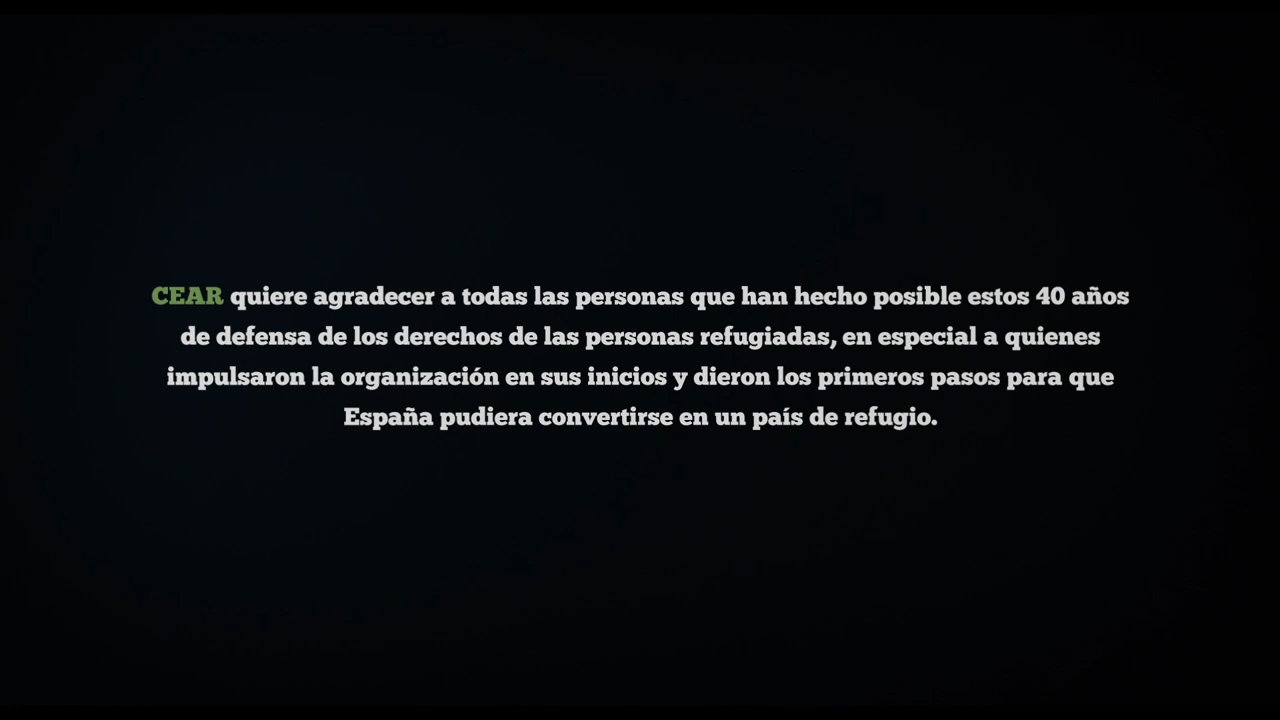 CEAR quiere agradecer a todas las personas que han hecho posible estos 40 años
de defensa de los derechos de las personas refugiadas, en especial a quienes
impulsaron la organización en sus inicios y dieron los primeros pasos para que
España pudiera convertirse en un país de refugio.